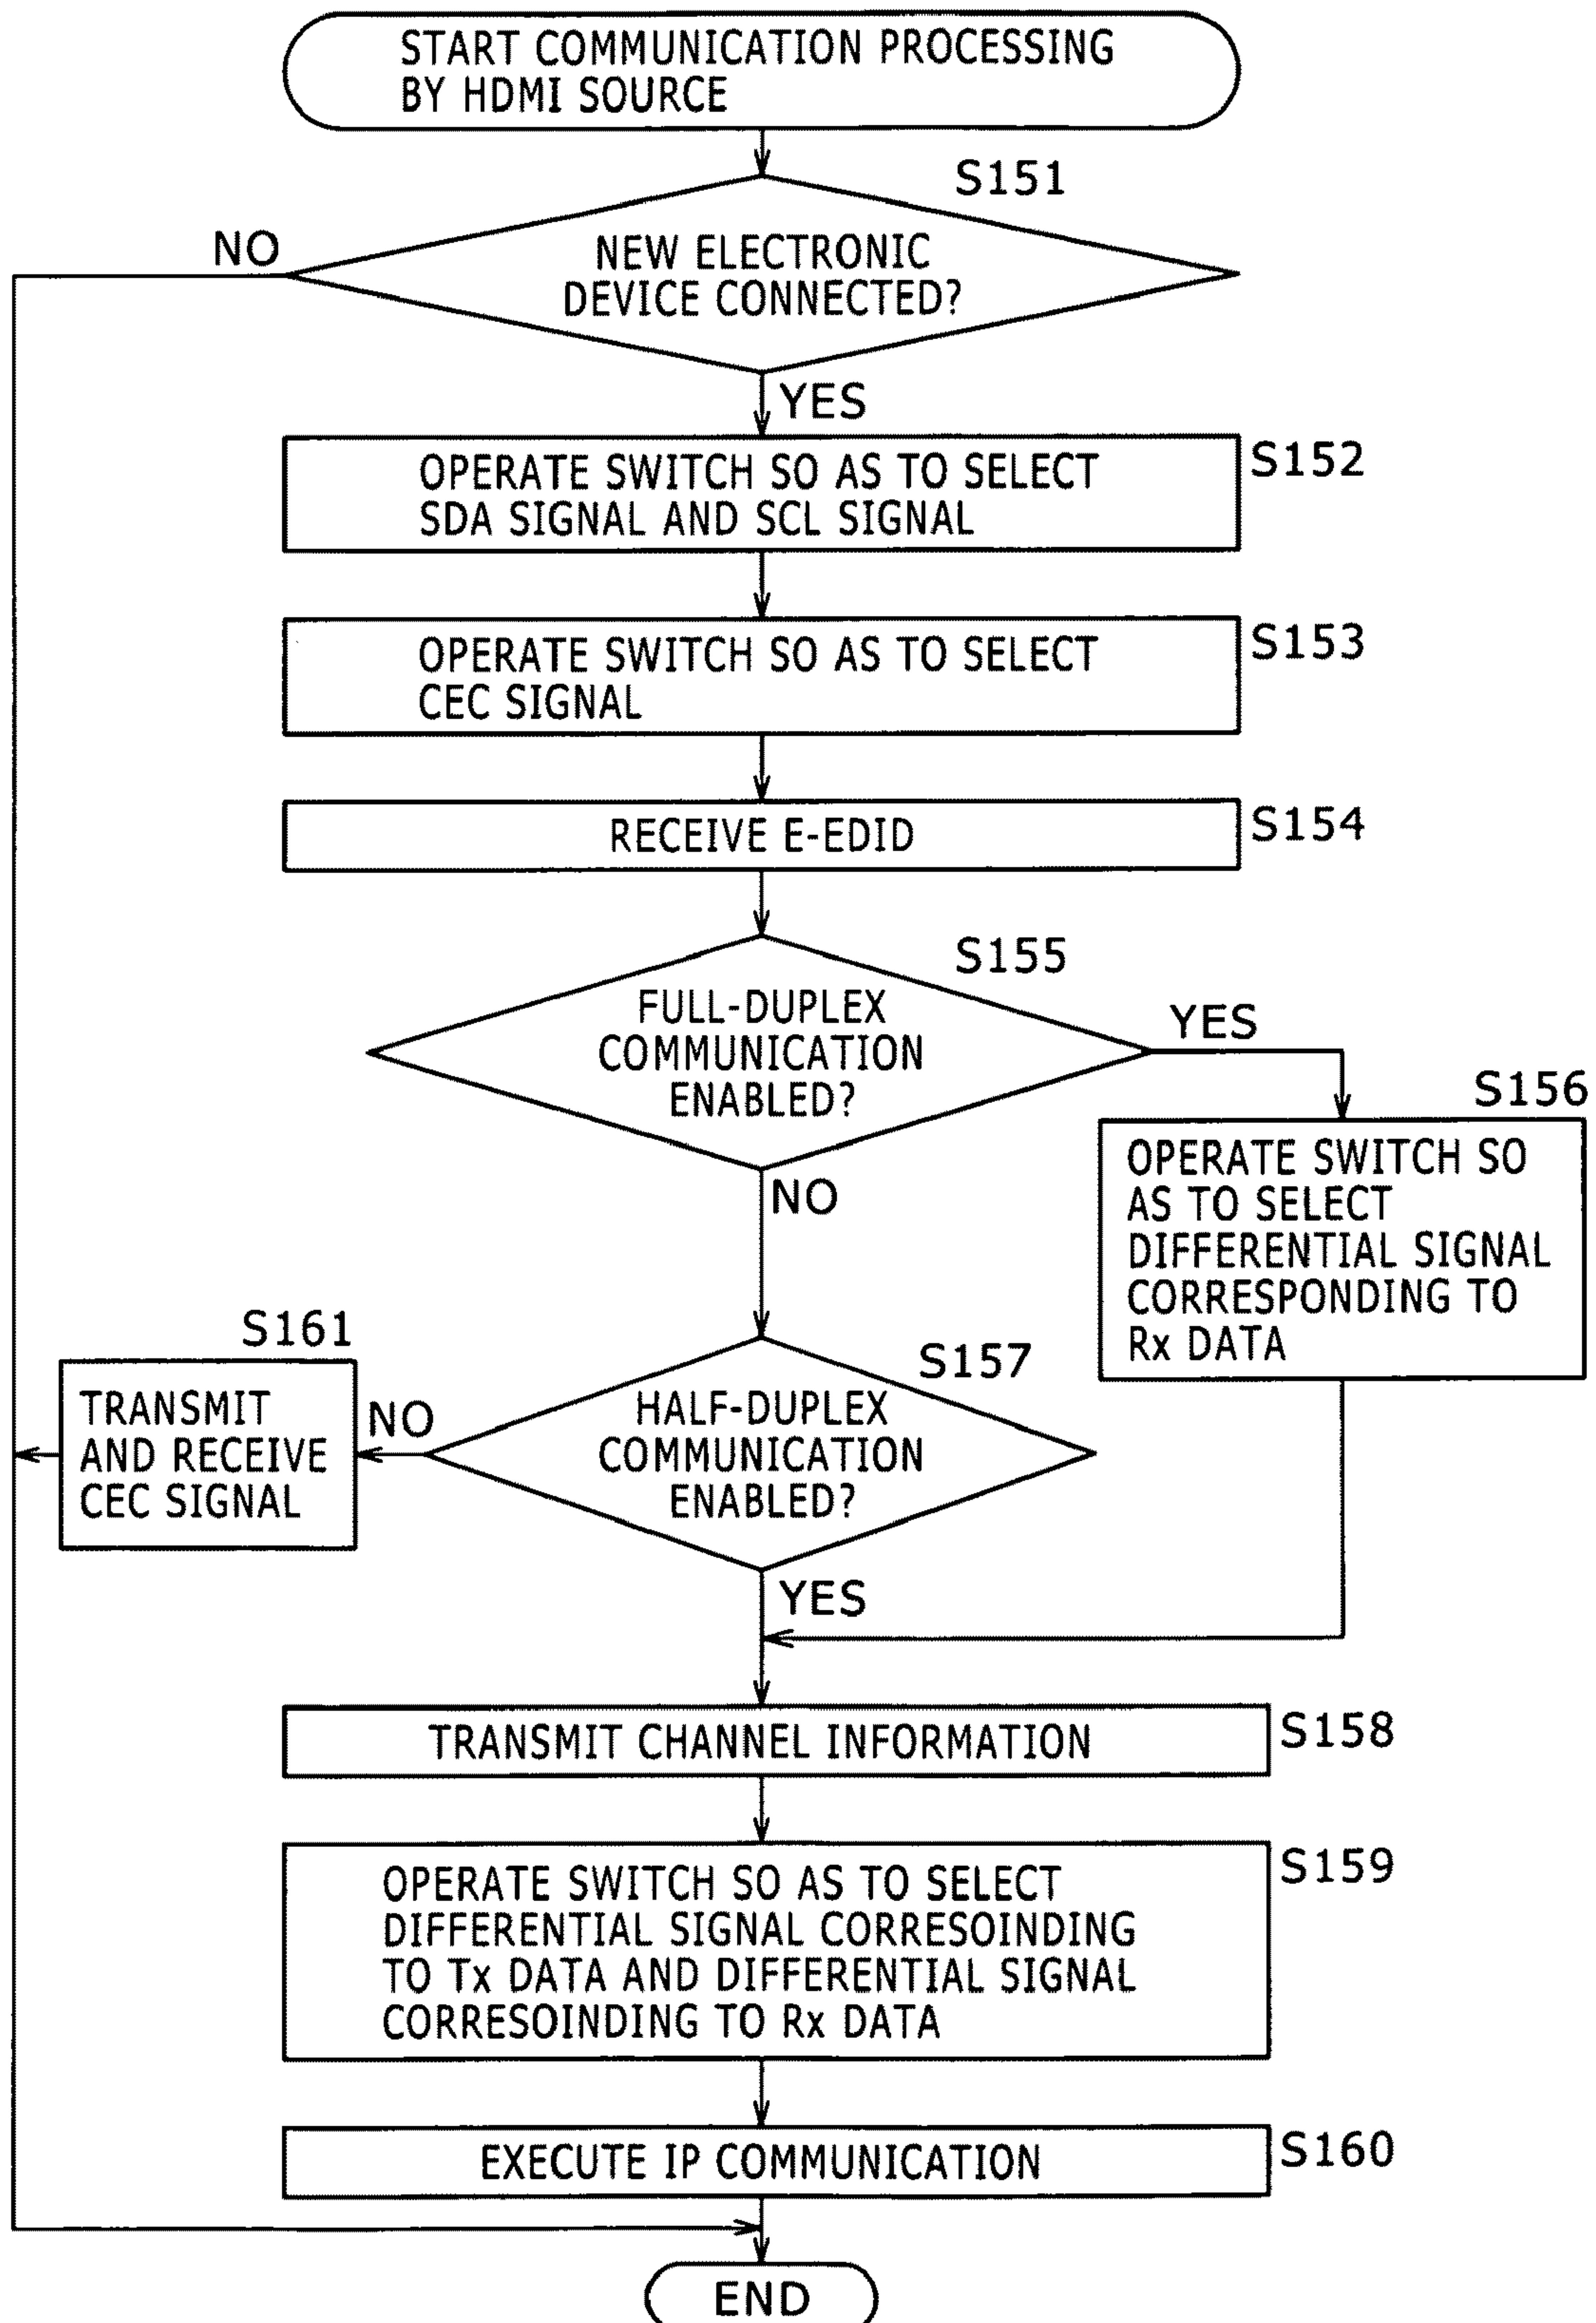 START COMMUNICATION PROCESSING
BY HDMI SOURCE
S151
NO
NEW ELECTRONIC
DEVICE CONNECTED?
YES
S152
OPERATE SWITCH SO AS TO SELECT
SDA SIGNAL AND SCL SIGNAL
S153
OPERATE SWITCH SO AS TO SELECT
CEC SIGNAL
S154
RECEIVE E-EDID
S155
FULL-DUPLEX
COMMUNICATION
ENABLED?
YES
NO
S156
OPERATE SWITCH SO
AS TO SELECT
DIFFERENTIAL SIGNAL
CORRESPONDING TO
Rx DATA
S161
TRANSMIT
AND RECEIVE
CEC SIGNAL
NO
S157
HALF-DUPLEX
COMMUNICATION
ENABLED?
YES
TRANSMIT CHANNEL INFORMATION
S158
OPERATE SWITCH SO AS TO SELECT
DIFFERENTIAL SIGNAL CORRESOINDING
TO Tx DATA AND DIFFERENTIAL SIGNAL
CORRESOINDING TO Rx DATA
S159
EXECUTE IP COMMUNICATION
S160
END